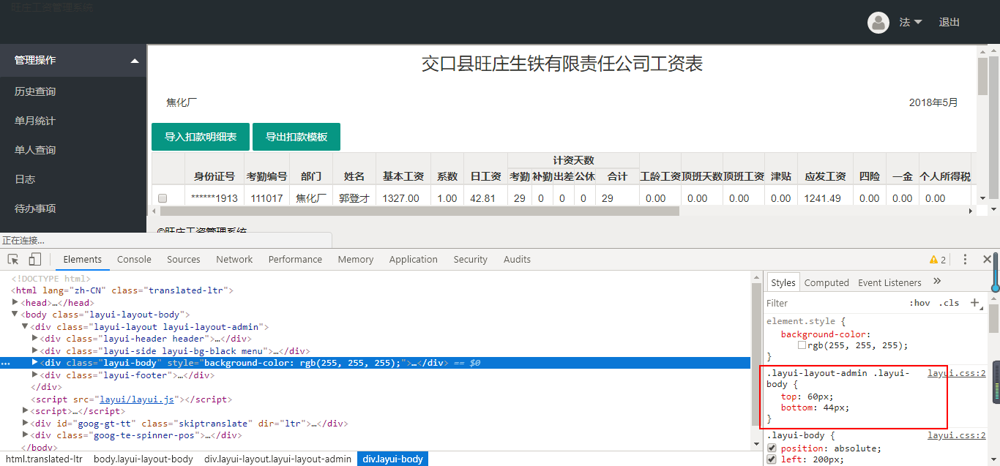 旺庄工资管理系统
法 退出
管理操作
历史查询
单月统计
单人查询
日志
待办事项
交口县旺庄生铁有限责任公司工资表
焦化厂 2018年5月
导入扣款明细表 导出扣款模板
计资天数
身份证号 考勤编号 部门 姓名 基本工资 系数 日工资 考勤 补勤 出差 公休 合计 工龄工资 顶班天数 顶班工资 津贴 应发工资 四险 一金 个人所得税
******1913 111017 焦化厂 郭登才 1327.00 1.00 42.81 29 0 0 0 29 0.00 0.00 0.00 0.00 1241.49 0.00 0.00 0.00
©旺庄工资管理系统
正在连接...
Elements Console Sources Network Performance Memory Application Security Audits 2
<!DOCTYPE html>
<html lang="zh-CN" class="translated-ltr">
<head>…</head>
<body class="layui-layout-body">
<div class="layui-layout layui-layout-admin">
<div class="layui-header header">…</div>
<div class="layui-side layui-bg-black menu">…</div>
<div class="layui-body" style="background-color: rgb(255, 255, 255);">…</div> == $0
<div class="layui-footer">…</div>
</div>
<script src="layui/layui.js"></script>
<script>…</script>
<div id="goog-gt-tt" class="skiptranslate" dir="ltr">…</div>
<div class="goog-te-spinner-pos">…</div>
</body>
html.translated-ltr body.layui-layout-body div.layui-layout.layui-layout-admin div.layui-body
Styles Computed Event Listeners »
Filter :hov .cls +
element.style {
background-color:
rgb(255, 255, 255);
}
.layui-layout-admin .layui- layui.css:2
body {
top: 60px;
bottom: 44px;
}
.layui-body { layui.css:2
position: absolute;
left: 200px;